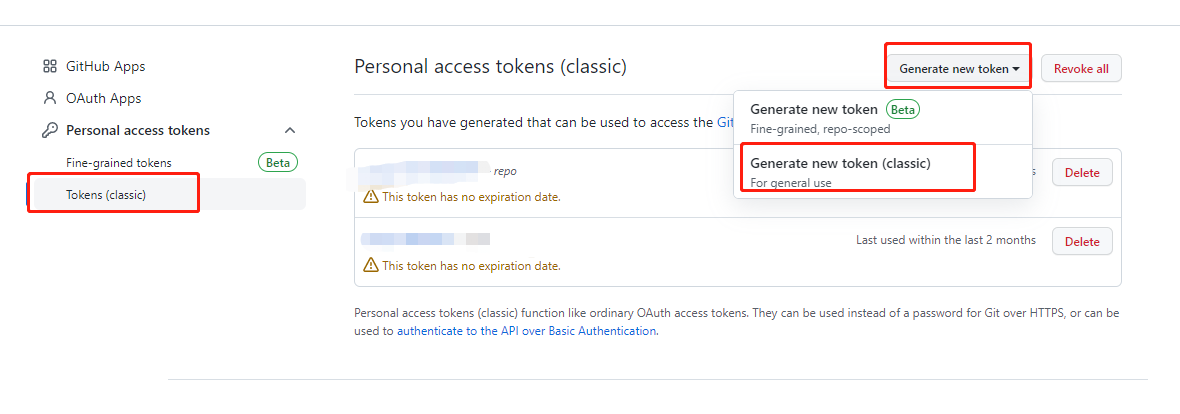 GitHub Apps
OAuth Apps
Personal access tokens
Fine-grained tokens Beta
Tokens (classic)
Personal access tokens (classic)
Generate new token
Revoke all
Generate new token Beta
Fine-grained, repo-scoped
Generate new token (classic)
For general use
Tokens you have generated that can be used to access the Git
repo
s
Delete
This token has no expiration date.
Last used within the last 2 months
Delete
This token has no expiration date.
Personal access tokens (classic) function like ordinary OAuth access tokens. They can be used instead of a password for Git over HTTPS, or can be
used to authenticate to the API over Basic Authentication.